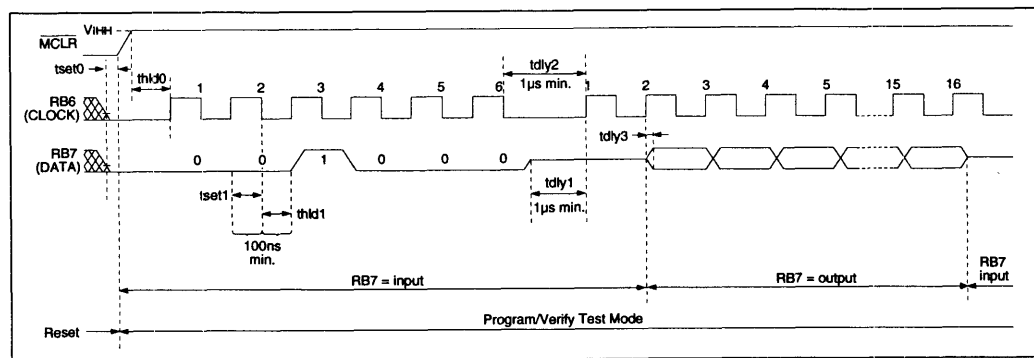 VIHH
MCLR
tset0
thld0
tdly2
1µs min.
1 2 3 4 5 6 1 2 3 4 5 15 16
RB6
(CLOCK)
tdly3
RB7
(DATA)
0 0 1 0 0 0
tset1
thld1
tdly1
1µs min.
100ns
min.
RB7 = input
RB7 = output
RB7
input
Reset
Program/Verify Test Mode